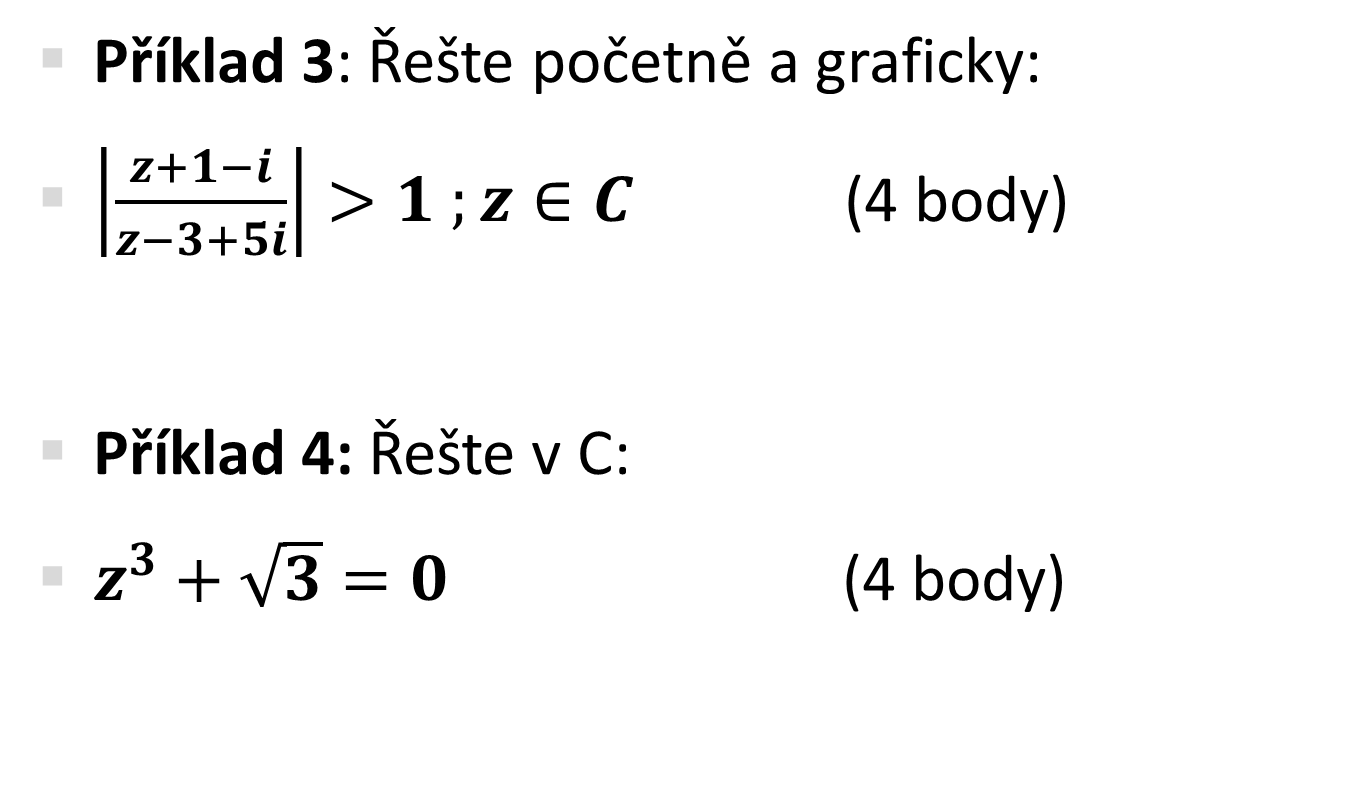 ▪ Příklad 3: Řešte početně a graficky:
▪ |(z+1−i)/(z−3+5i)| > 1 ; z ∈ C (4 body)
▪ Příklad 4: Řešte v C:
▪ z³ + √3 = 0 (4 body)